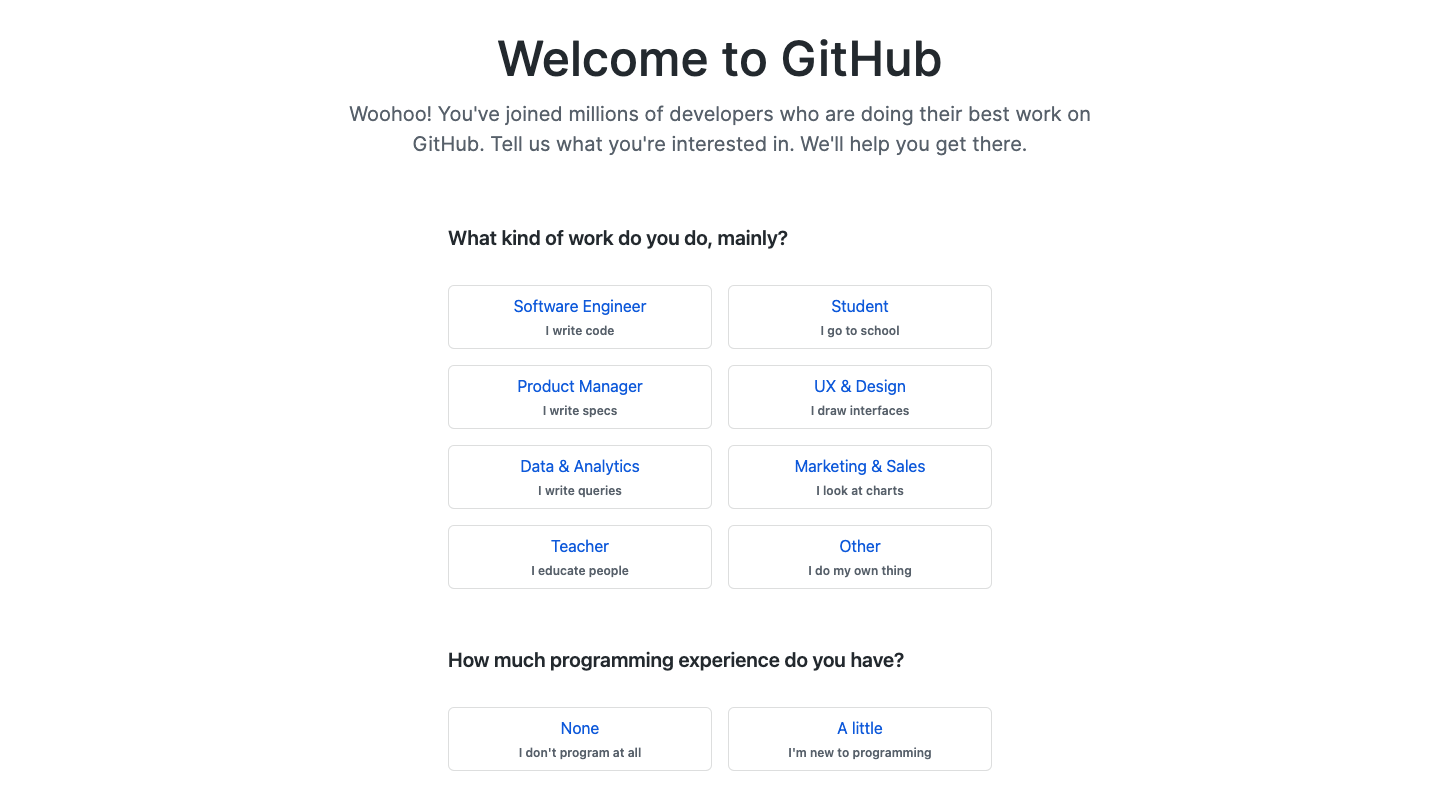 Welcome to GitHub
Woohoo! You've joined millions of developers who are doing their best work on
GitHub. Tell us what you're interested in. We'll help you get there.
What kind of work do you do, mainly?
Software Engineer
I write code
Student
I go to school
Product Manager
I write specs
UX & Design
I draw interfaces
Data & Analytics
I write queries
Marketing & Sales
I look at charts
Teacher
I educate people
Other
I do my own thing
How much programming experience do you have?
None
I don't program at all
A little
I'm new to programming